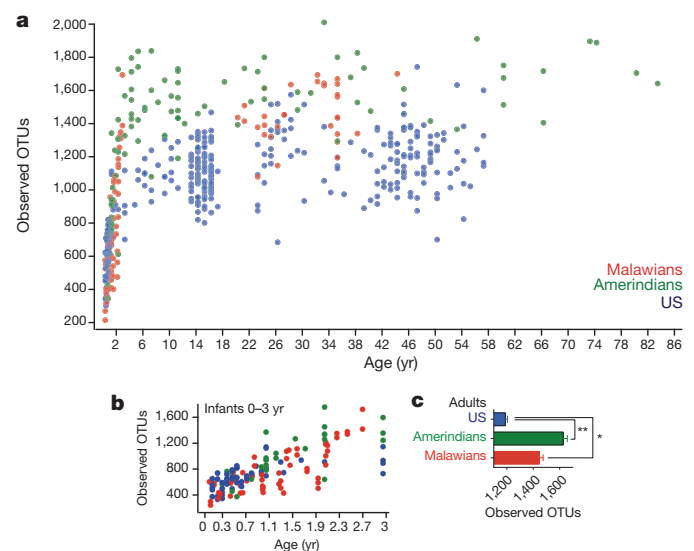 a
2,000
1,800
1,600
1,400
1,200
1,000
800
600
400
200
Observed OTUs
Malawians
Amerindians
US
2 6 10 14 18 22 26 30 34 38 42 46 50 54 58 62 66 70 74 78 82 86
Age (yr)
b
Infants 0–3 yr
1,600
1,200
800
400
Observed OTUs
0 0.3 0.7 1.1 1.5 1.9 2.3 2.7 3
Age (yr)
c
Adults
US
Amerindians
Malawians
**
*
1,200 1,400 1,600
Observed OTUs